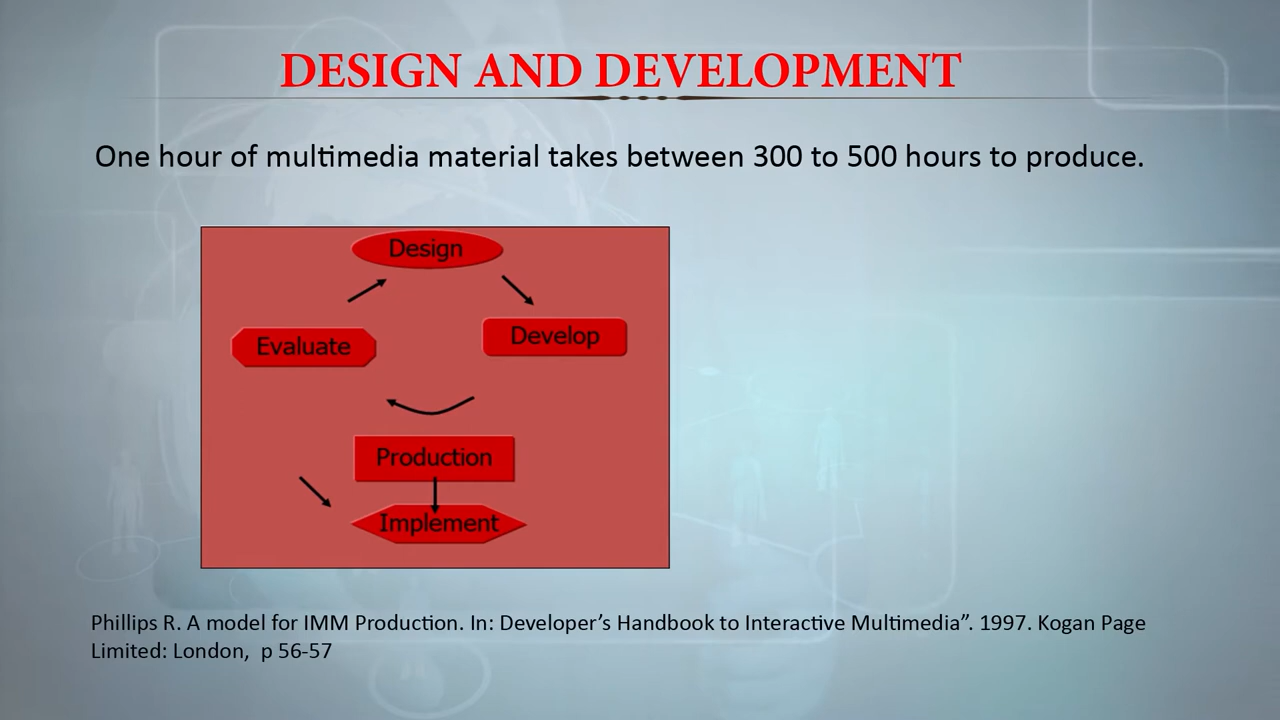 DESIGN AND DEVELOPMENT
One hour of multimedia material takes between 300 to 500 hours to produce.
Design
Develop
Evaluate
Production
Implement
Phillips R. A model for IMM Production. In: Developer’s Handbook to Interactive Multimedia”. 1997. Kogan Page
Limited: London,  p 56-57